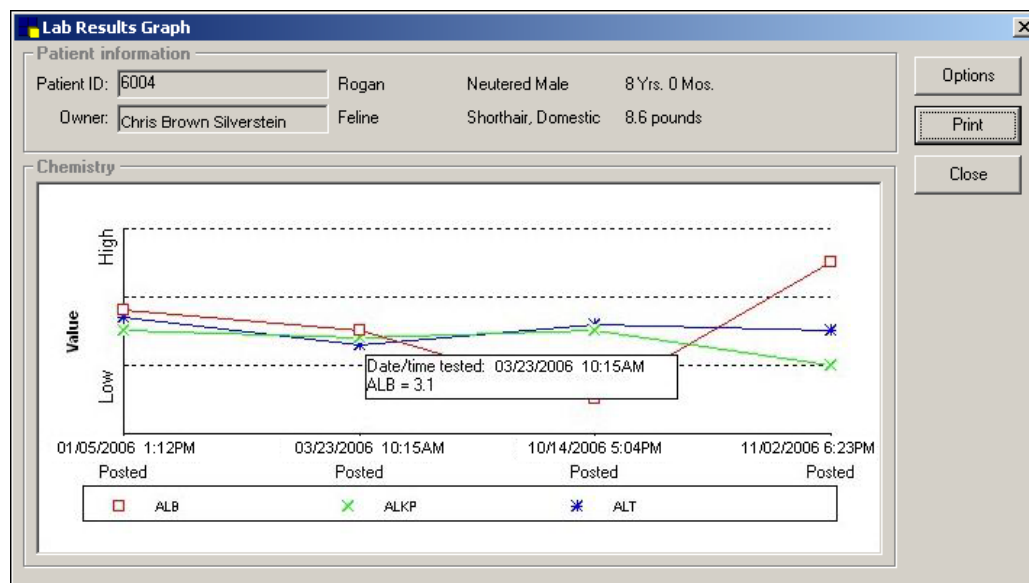 Lab Results Graph
Patient information
Patient ID: 6004 Rogan Neutered Male 8 Yrs. 0 Mos.
Owner: Chris Brown Silverstein Feline Shorthair, Domestic 8.6 pounds
Options
Print
Close
Chemistry
High
Value
Low
Date/time tested: 03/23/2006 10:15AM
ALB = 3.1
01/05/2006 1:12PM 03/23/2006 10:15AM 10/14/2006 5:04PM 11/02/2006 6:23PM
Posted Posted Posted Posted
ALB ALKP ALT